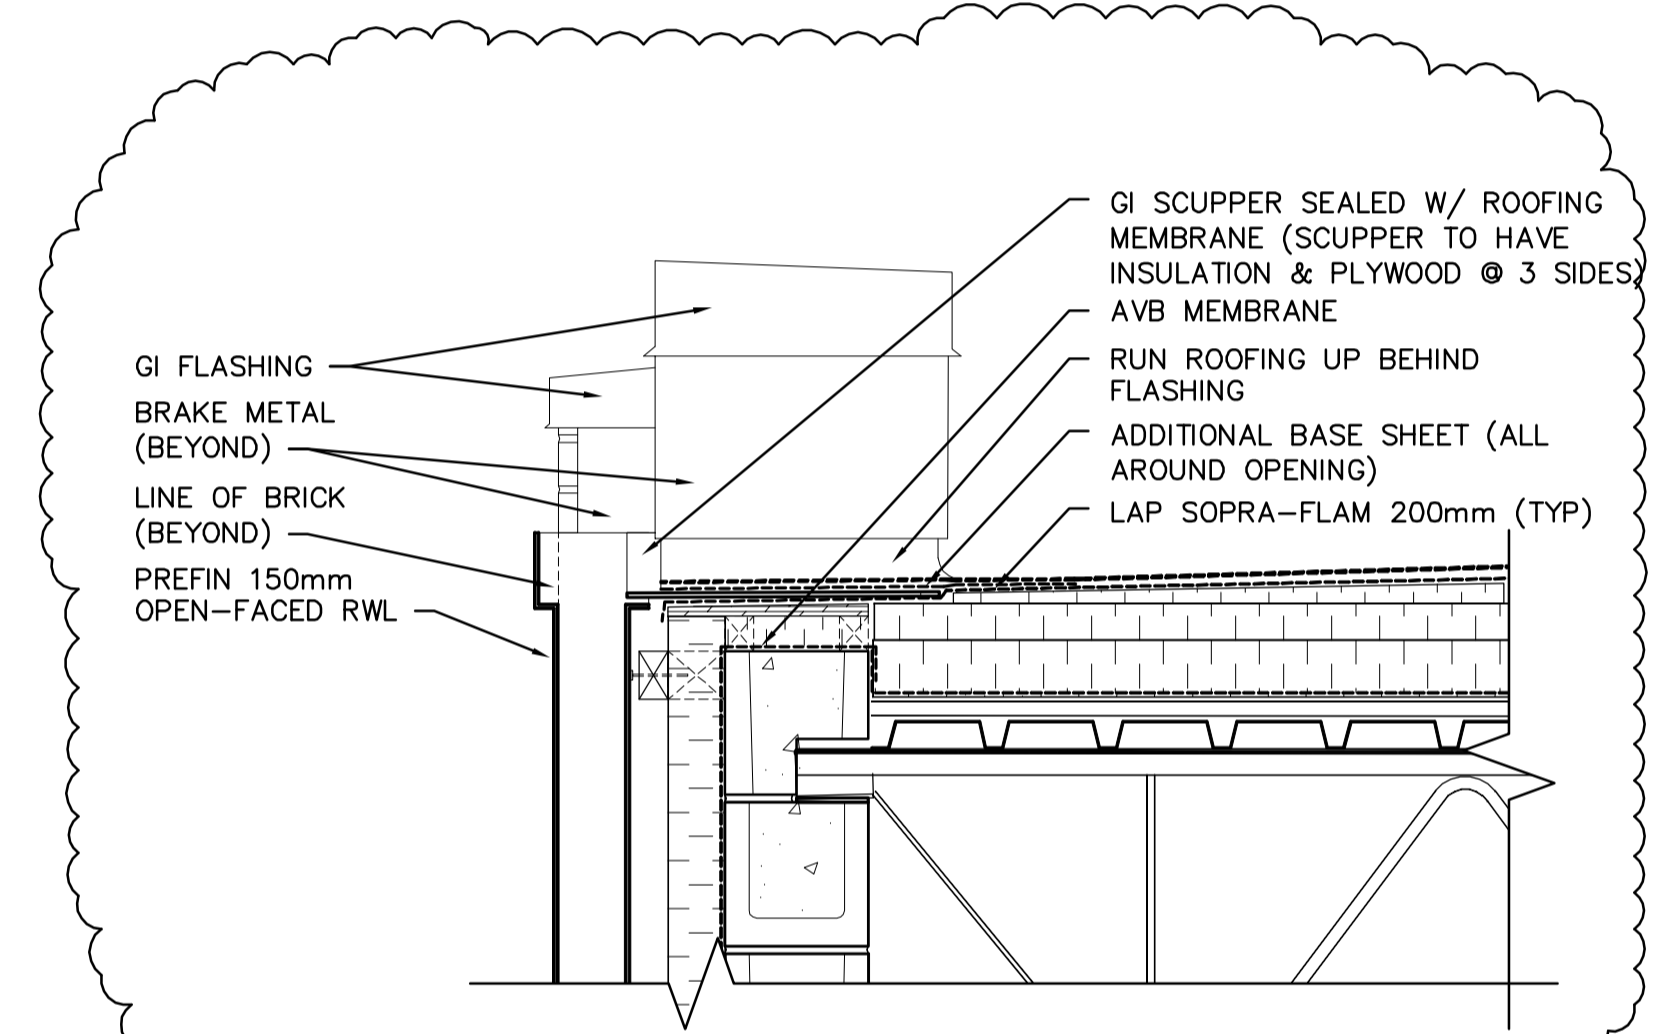 GI SCUPPER SEALED W/ ROOFING
MEMBRANE (SCUPPER TO HAVE
INSULATION & PLYWOOD @ 3 SIDES)
AVB MEMBRANE
RUN ROOFING UP BEHIND
FLASHING
ADDITIONAL BASE SHEET (ALL
AROUND OPENING)
LAP SOPRA-FLAM 200mm (TYP)
GI FLASHING
BRAKE METAL
(BEYOND)
LINE OF BRICK
(BEYOND)
PREFIN 150mm
OPEN-FACED RWL